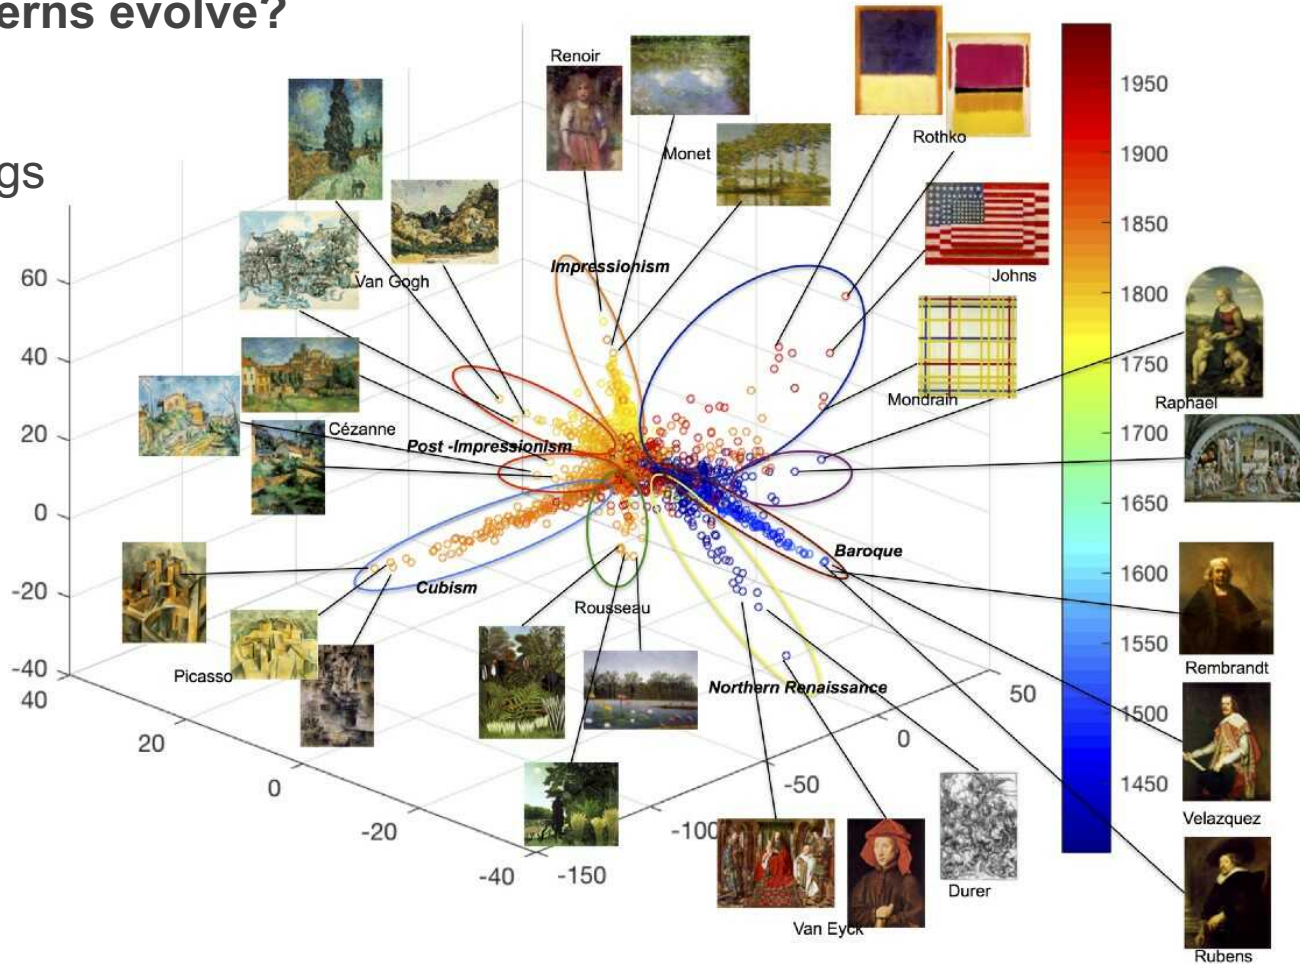 erns evolve?
gs
Renoir
Monet
Rothko
Johns
Van Gogh
Impressionism
Mondrain
Raphael
Cézanne
Post -Impressionism
Baroque
Cubism
Rousseau
Picasso
Northern Renaissance
Rembrandt
Velazquez
Durer
Van Eyck
Rubens
60
40
20
0
-20
-40
40
20
0
-20
-40
-150
-100
-50
0
50
1950
1900
1850
1800
1750
1700
1650
1600
1550
1500
1450